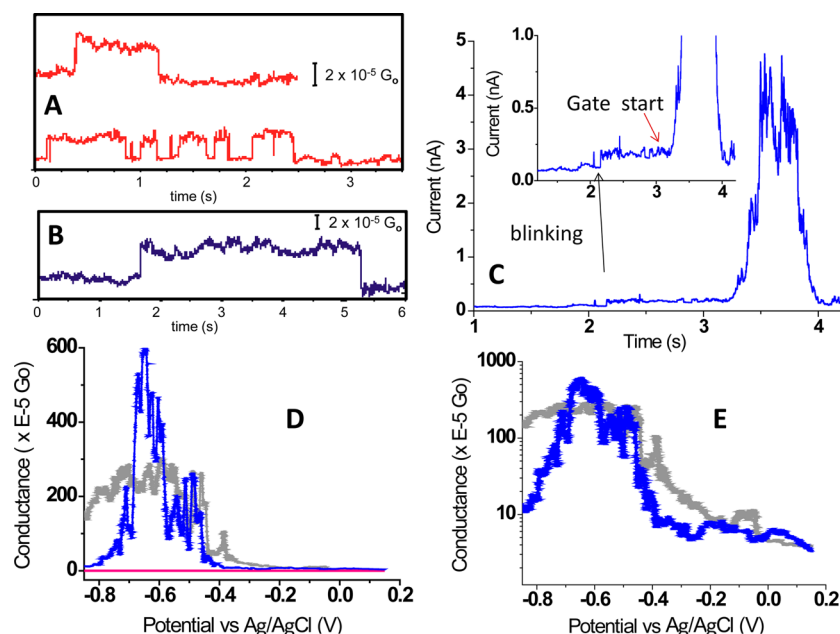 A
2 x 10⁻⁵ Gₒ
0 1 2 3
time (s)
B
2 x 10⁻⁵ Gₒ
0 1 2 3 4 5 6
time (s)
Current (nA)
5
4
3
2
1
0
1 2 3 4
Time (s)
C
Current (nA)
1.0
0.5
0.0
2 3 4
Gate start
blinking
D
Conductance ( x E-5 Go)
600
400
200
0
-0.8 -0.6 -0.4 -0.2 0.0 0.2
Potential vs Ag/AgCl (V)
E
Conductance (x E-5 Go)
1000
100
10
-0.8 -0.6 -0.4 -0.2 0.0 0.2
Potential vs Ag/AgCl (V)